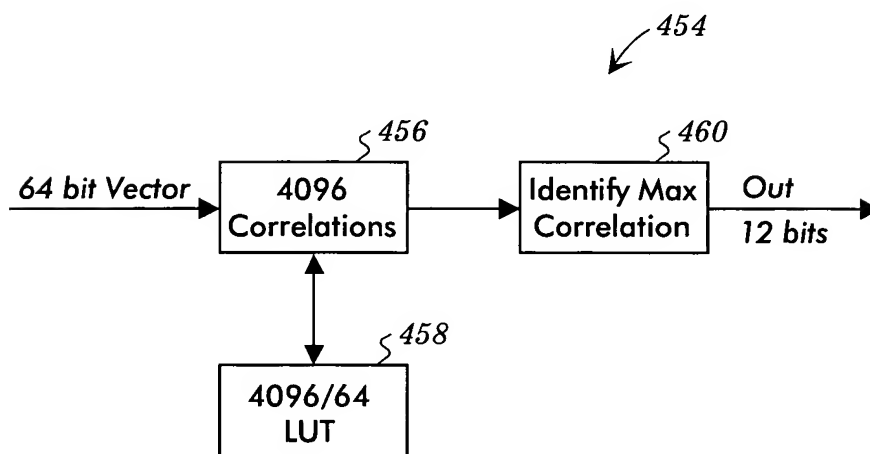 454
456
460
64 bit Vector
4096
Correlations
Identify Max
Correlation
Out
12 bits
458
4096/64
LUT